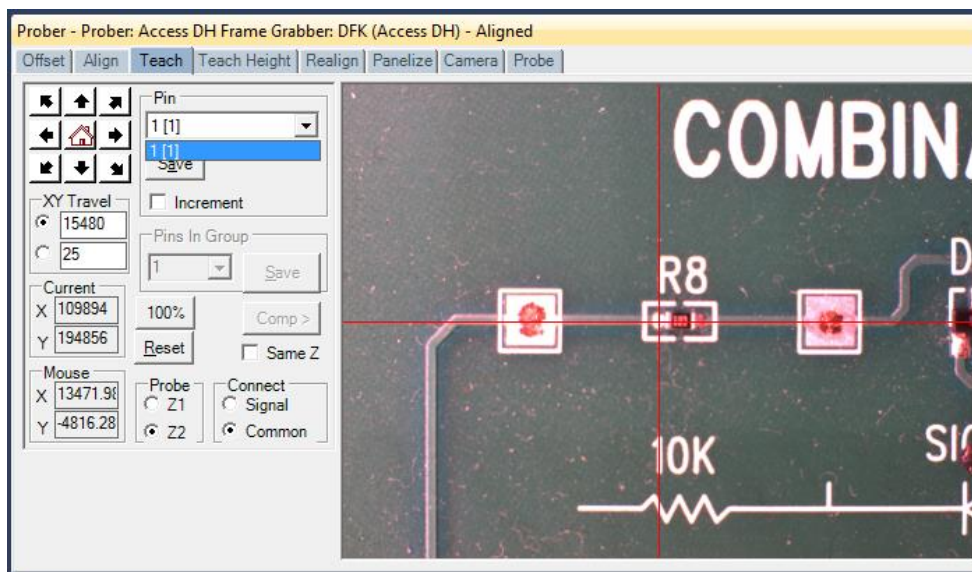 Prober - Prober: Access DH Frame Grabber: DFK (Access DH) - Aligned
Offset Align Teach Teach Height Realign Panelize Camera Probe
Pin
1 [1]
1 [1]
Save
Increment
XY Travel
15480
25
Pins In Group
1
Save
Current
X 109894
Y 194856
100%
Comp >
Reset
Same Z
Mouse
X 13471.98
Y -4816.28
Probe
Z1
Z2
Connect
Signal
Common
COMBIN
R8
D
10K
SI